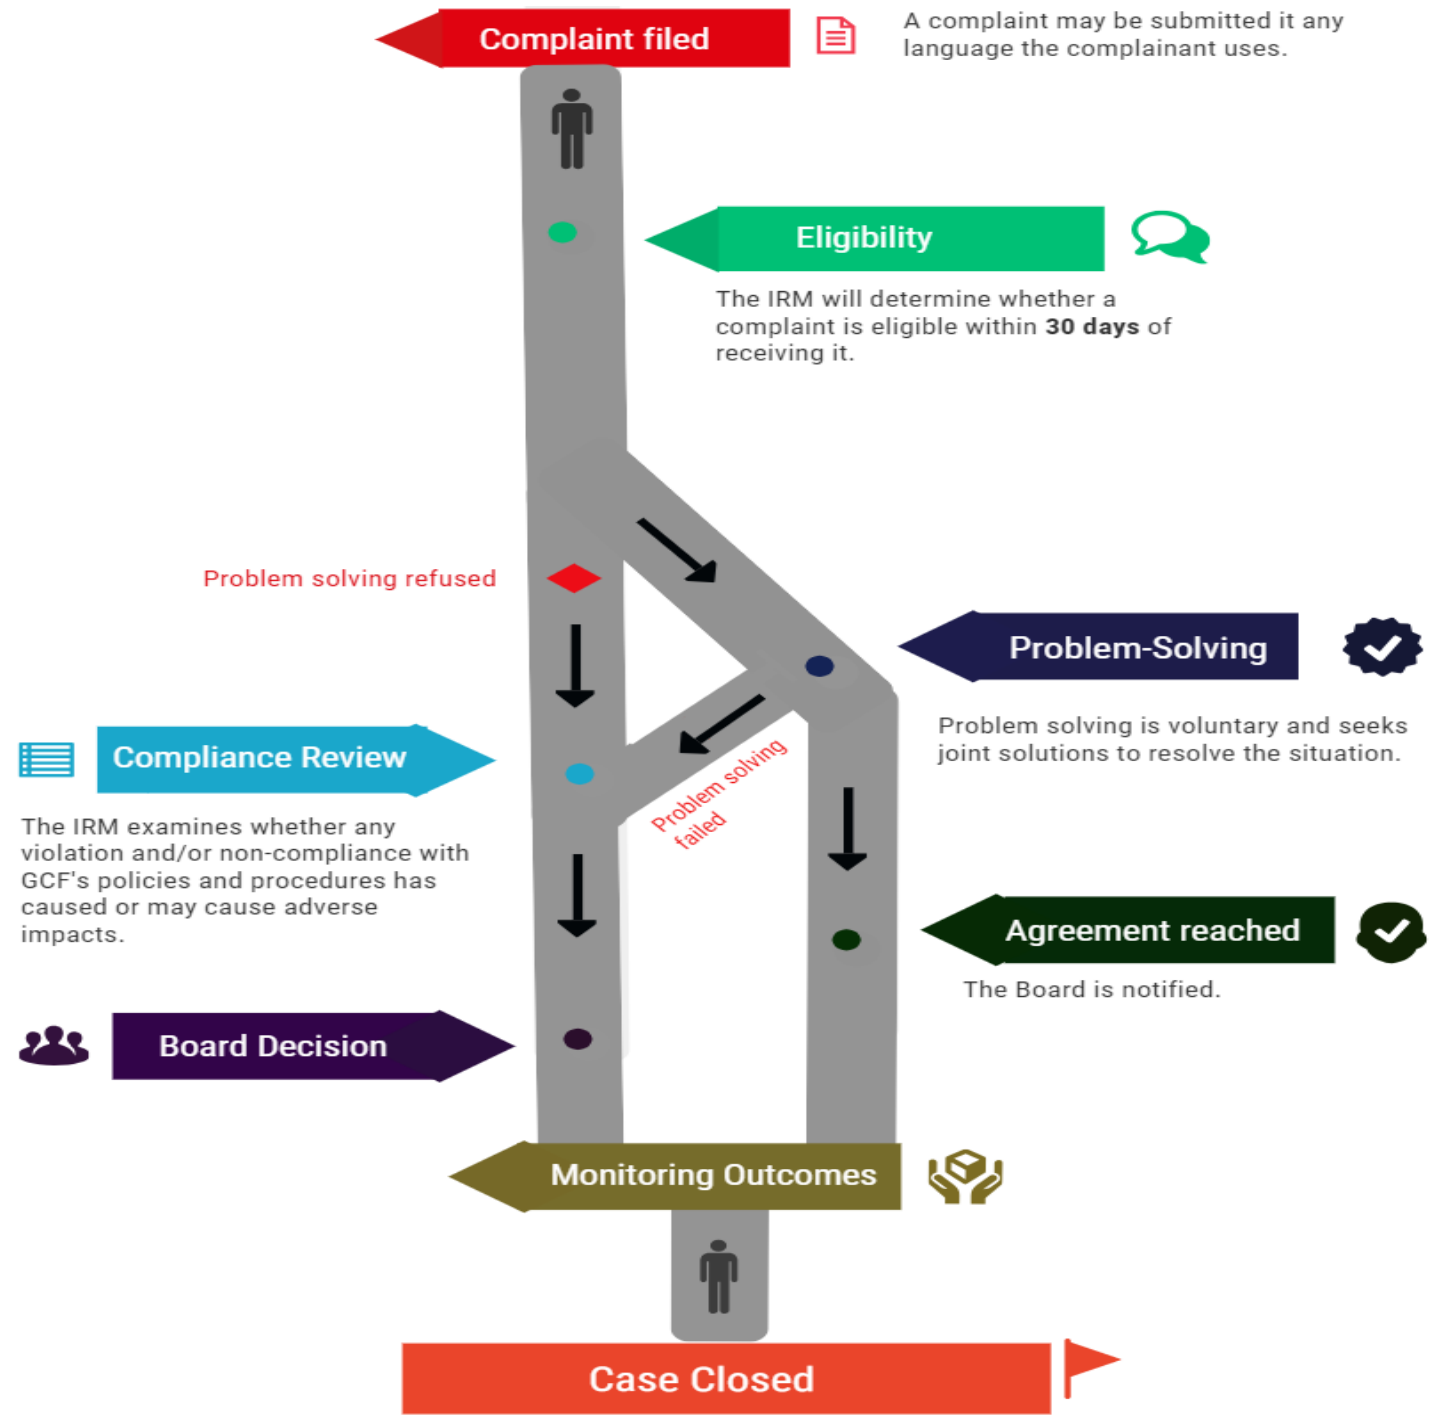 Complaint filed
A complaint may be submitted it any
language the complainant uses.
Eligibility
The IRM will determine whether a
complaint is eligible within 30 days of
receiving it.
Problem solving refused
Problem-Solving
Problem solving is voluntary and seeks
joint solutions to resolve the situation.
Problem solving
failed
Compliance Review
The IRM examines whether any
violation and/or non-compliance with
GCF's policies and procedures has
caused or may cause adverse
impacts.
Agreement reached
The Board is notified.
Board Decision
Monitoring Outcomes
Case Closed